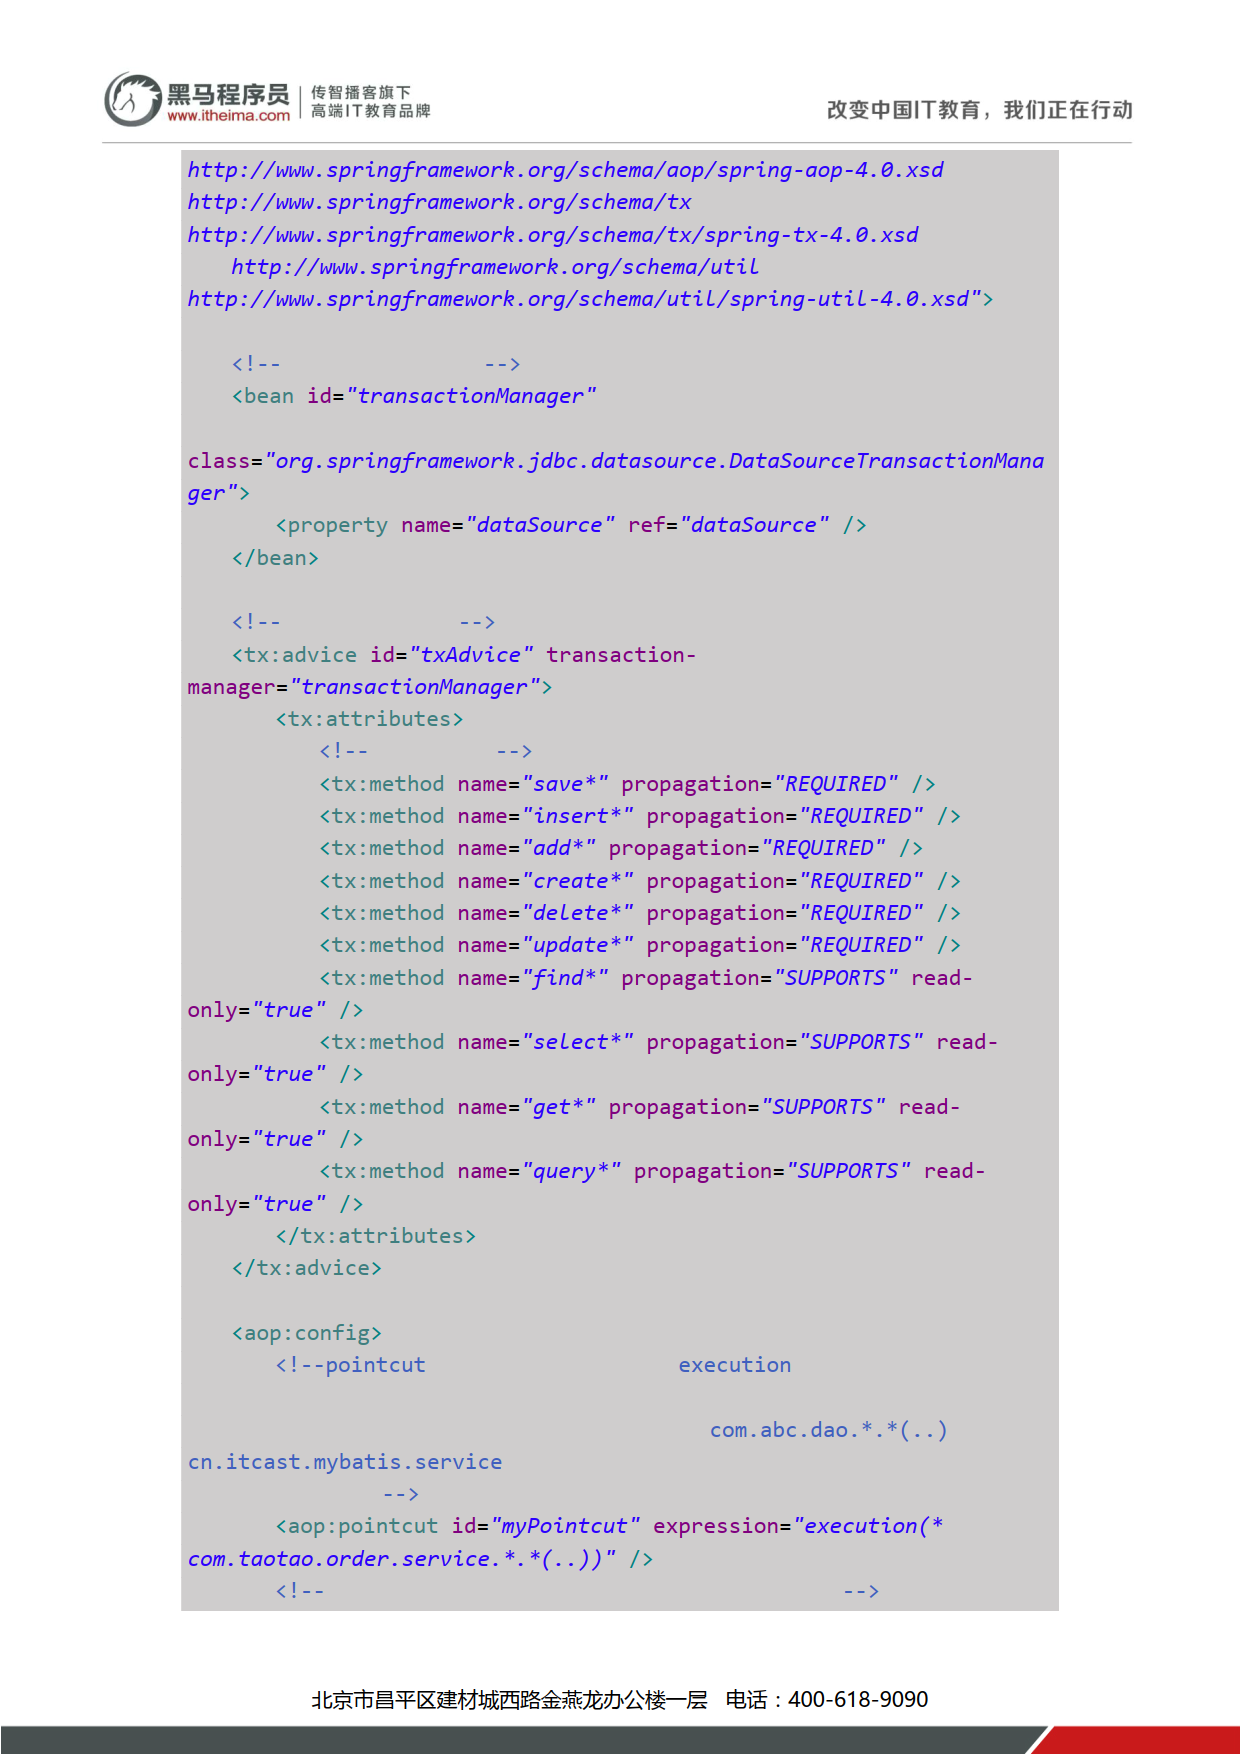 黑马程序员
www.itheima.com
传智播客旗下
高端IT教育品牌
改变中国IT教育，我们正在行动
http://www.springframework.org/schema/aop/spring-aop-4.0.xsd
http://www.springframework.org/schema/tx
http://www.springframework.org/schema/tx/spring-tx-4.0.xsd
http://www.springframework.org/schema/util
http://www.springframework.org/schema/util/spring-util-4.0.xsd">
<!-- -->
<bean id="transactionManager"
class="org.springframework.jdbc.datasource.DataSourceTransactionMana
ger">
<property name="dataSource" ref="dataSource" />
</bean>
<!-- -->
<tx:advice id="txAdvice" transaction-
manager="transactionManager">
<tx:attributes>
<!-- -->
<tx:method name="save*" propagation="REQUIRED" />
<tx:method name="insert*" propagation="REQUIRED" />
<tx:method name="add*" propagation="REQUIRED" />
<tx:method name="create*" propagation="REQUIRED" />
<tx:method name="delete*" propagation="REQUIRED" />
<tx:method name="update*" propagation="REQUIRED" />
<tx:method name="find*" propagation="SUPPORTS" read-
only="true" />
<tx:method name="select*" propagation="SUPPORTS" read-
only="true" />
<tx:method name="get*" propagation="SUPPORTS" read-
only="true" />
<tx:method name="query*" propagation="SUPPORTS" read-
only="true" />
</tx:attributes>
</tx:advice>
<aop:config>
<!--pointcut execution
com.abc.dao.*.*(..)
cn.itcast.mybatis.service
-->
<aop:pointcut id="myPointcut" expression="execution(*
com.taotao.order.service.*.*(..))" />
<!-- -->
北京市昌平区建材城西路金燕龙办公楼一层 电话：400-618-9090